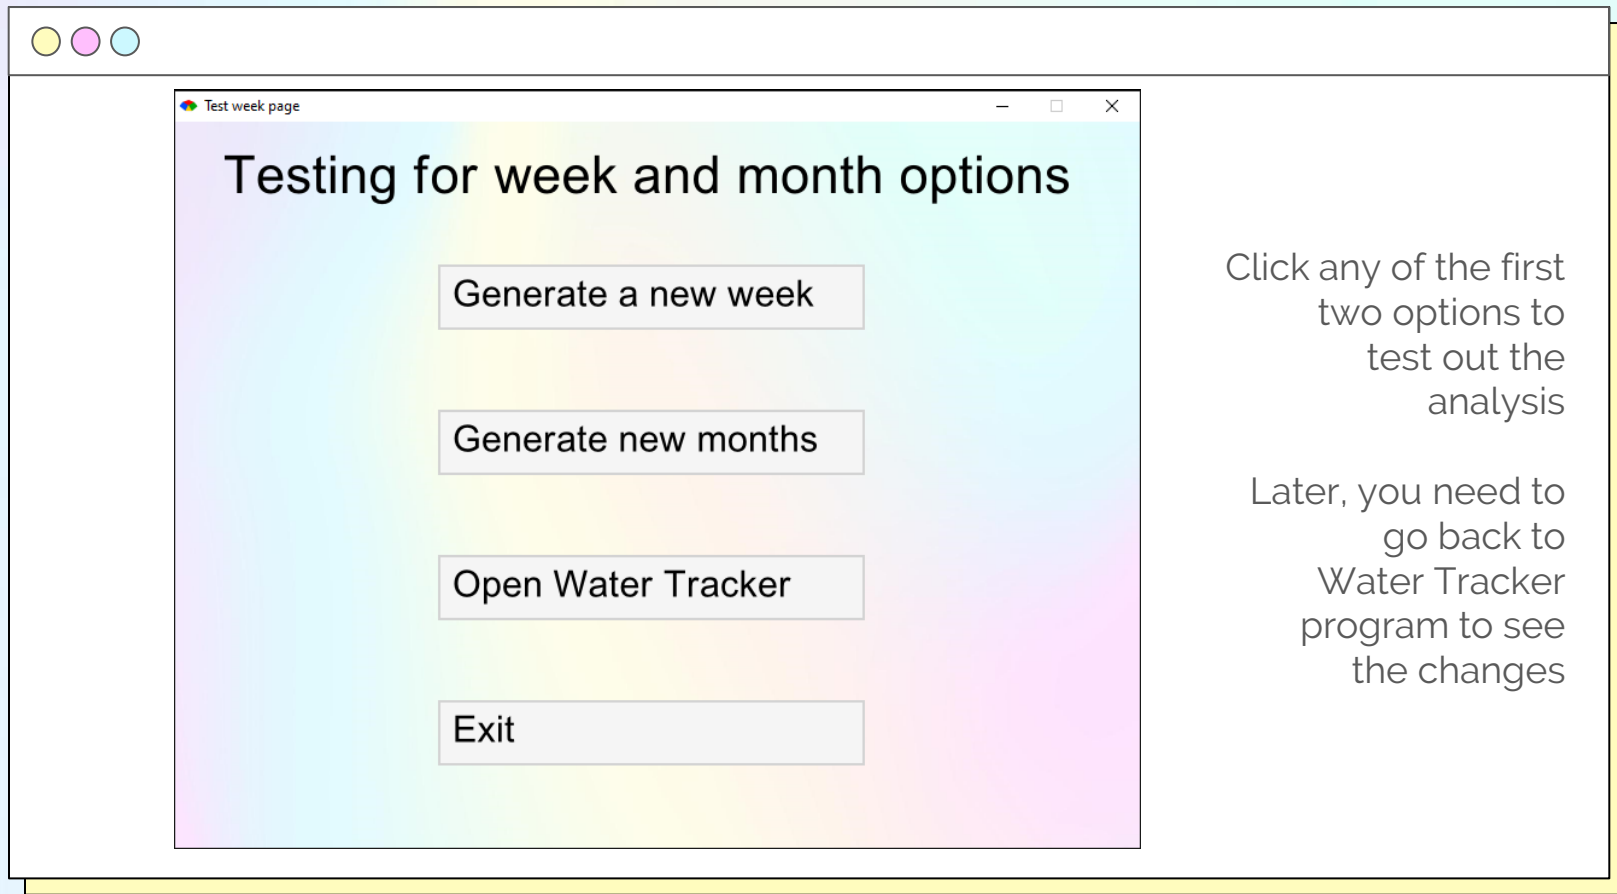 Test week page
Testing for week and month options
Generate a new week
Generate new months
Open Water Tracker
Exit
Click any of the first
two options to
test out the
analysis
Later, you need to
go back to
Water Tracker
program to see
the changes